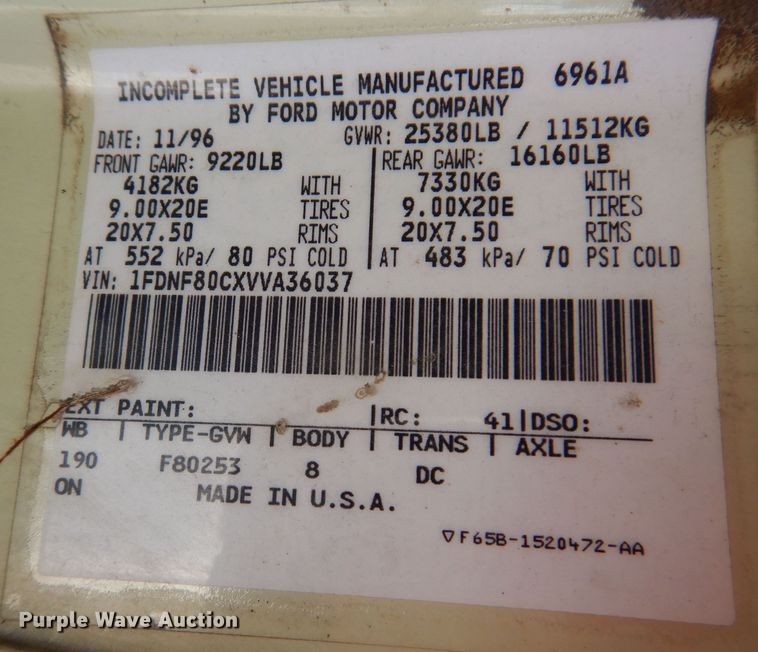 INCOMPLETE VEHICLE MANUFACTURED 6961A
BY FORD MOTOR COMPANY
DATE: 11/96 GVWR: 25380LB / 11512KG
FRONT GAWR: 9220LB REAR GAWR: 16160LB
4182KG WITH 7330KG WITH
9.00X20E TIRES 9.00X20E TIRES
20X7.50 RIMS 20X7.50 RIMS
AT 552 kPa/ 80 PSI COLD AT 483 kPa/ 70 PSI COLD
VIN: 1FDNF80CXVVA36037
EXT PAINT: |RC: 41|DSO:
WB | TYPE-GVW | BODY | TRANS | AXLE
190 F80253 8 DC
ON MADE IN U.S.A.
▽F65B-1520472-AA
Purple Wave Auction